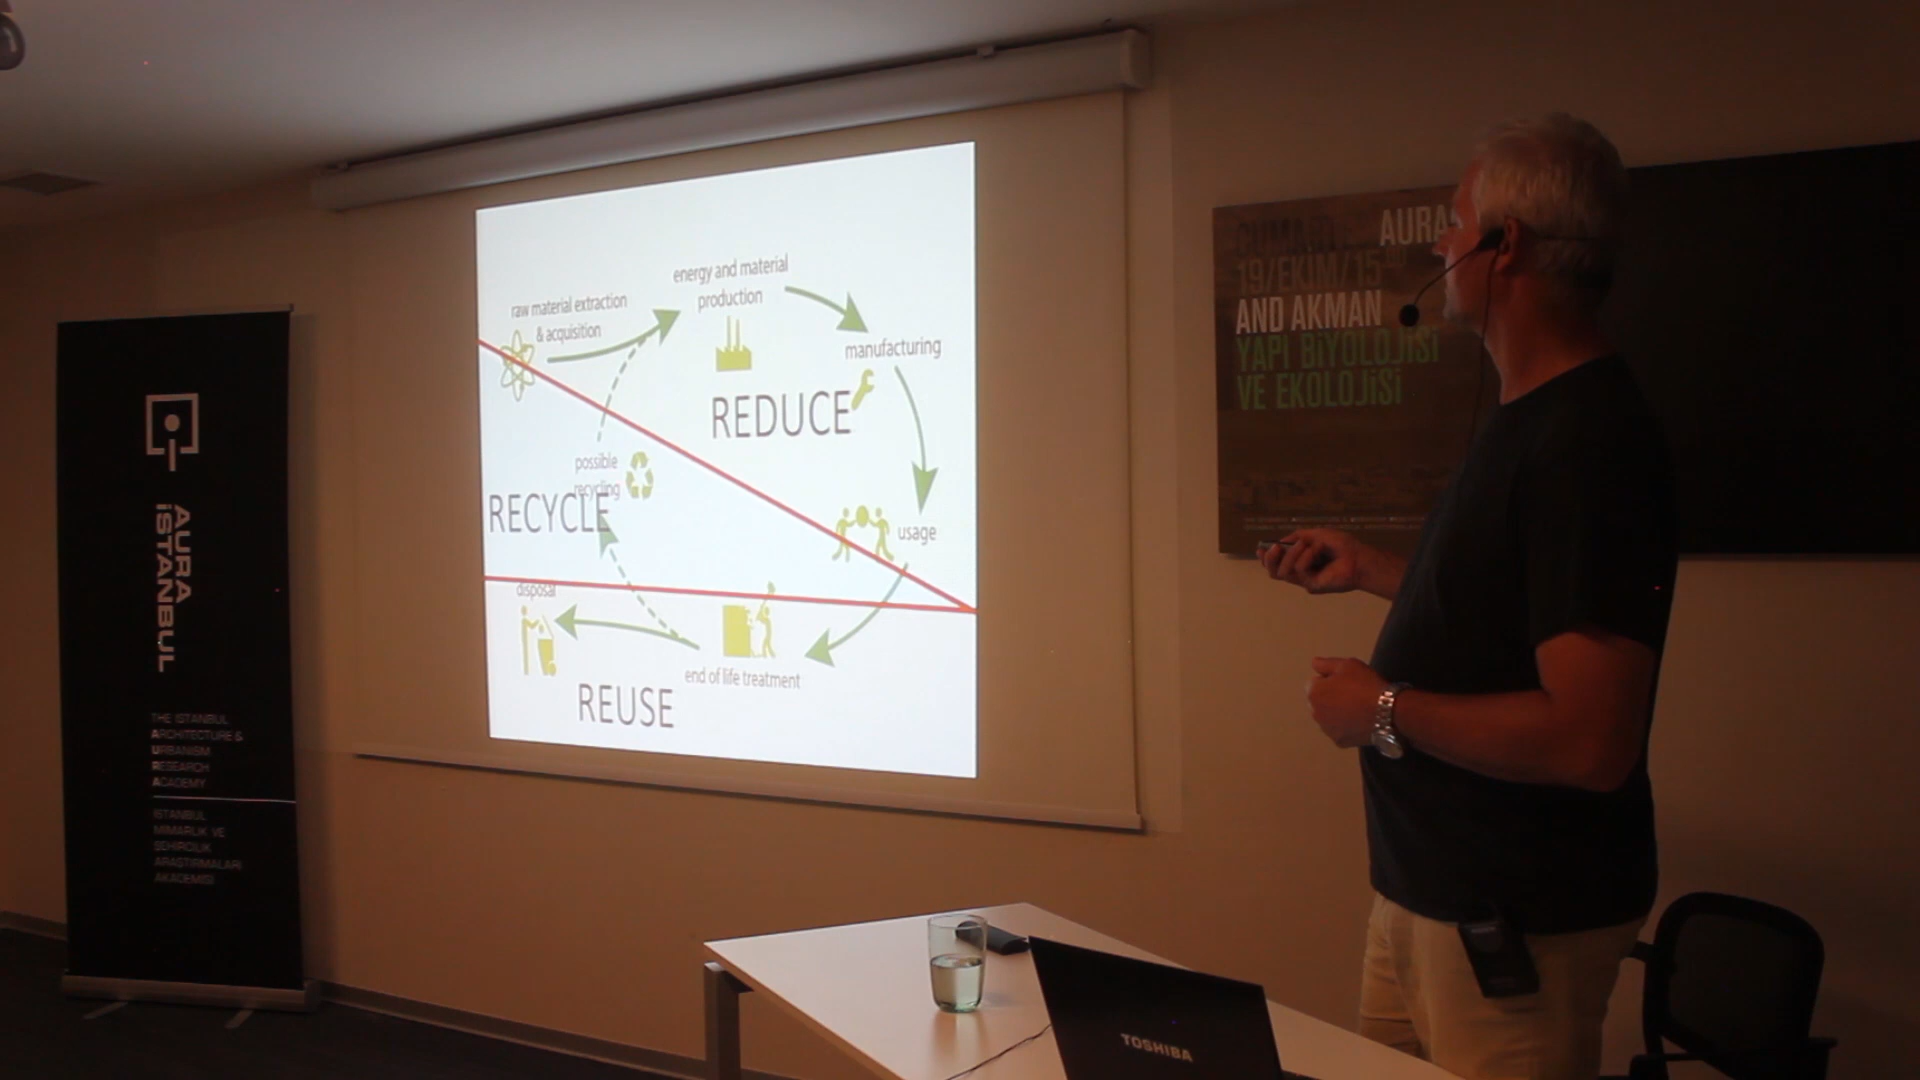 AURA
İSTANBUL
THE ISTANBUL
ARCHITECTURE &
URBANISM
RESEARCH
ACADEMY
İSTANBUL
MİMARLIK VE
ŞEHİRCİLİK
ARAŞTIRMALARI
AKADEMİSİ
energy and material
production
raw material extraction
& acquisition
manufacturing
REDUCE
possible
recycling
RECYCLE
usage
disposal
end of life treatment
REUSE
AURA
19/EKİM/15
AND AKMAN
YAPI BİYOLOJİSİ
VE EKOLOJİSİ
TOSHIBA